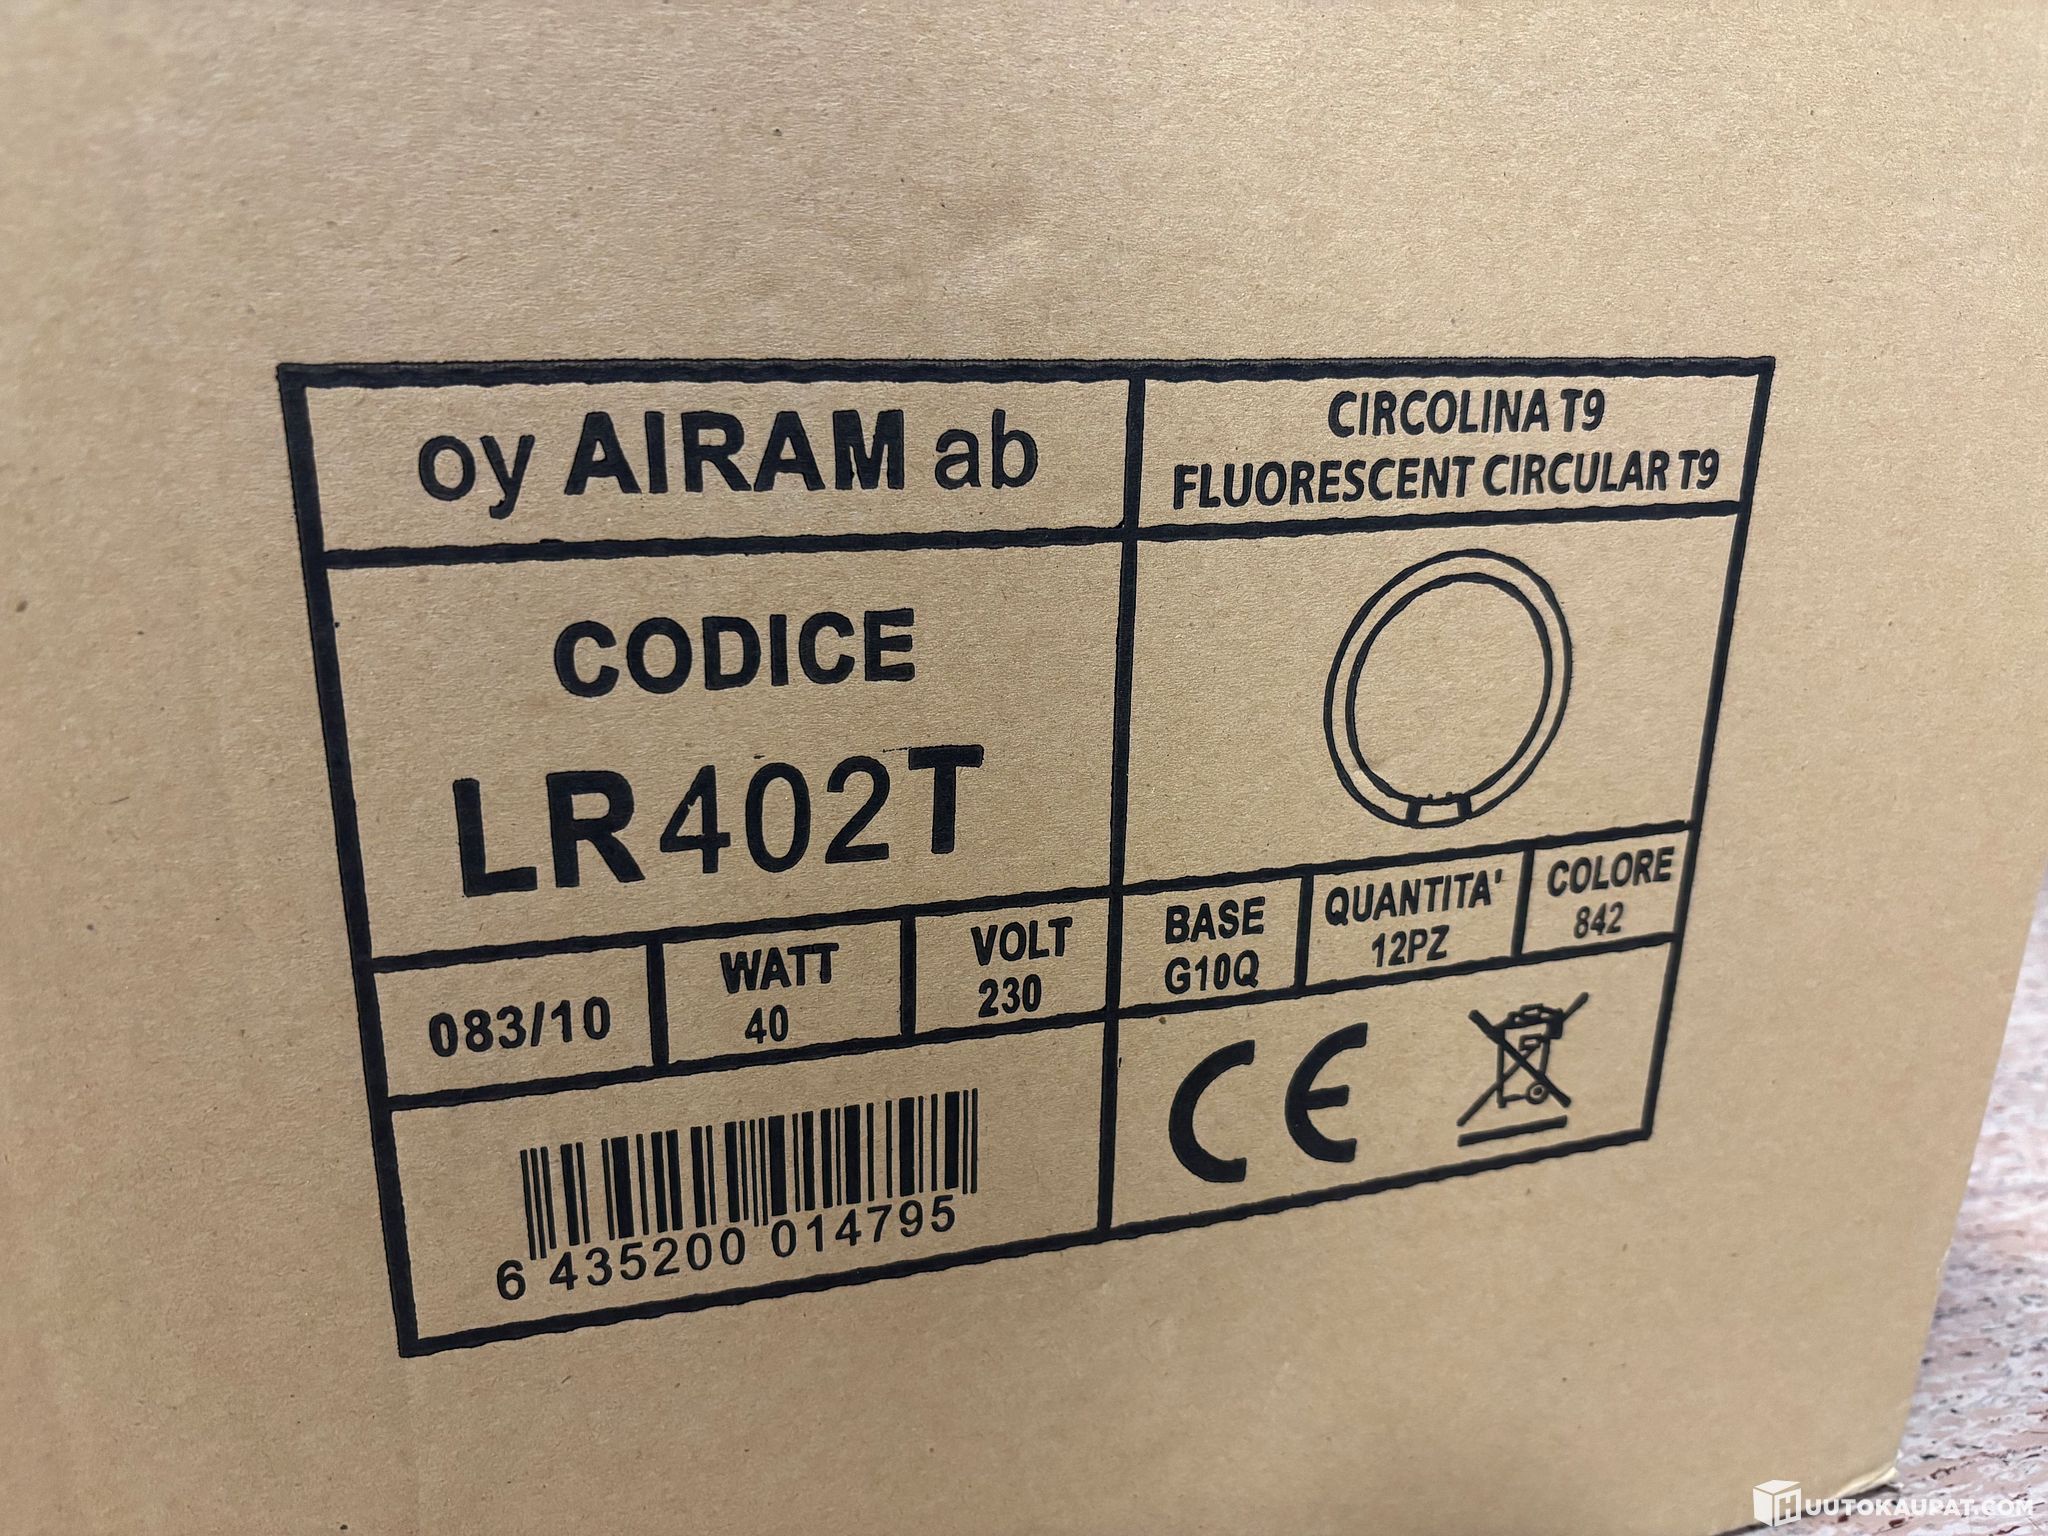 oy AIRAM ab
CIRCOLINA T9
FLUORESCENT CIRCULAR T9
CODICE
LR402T
083/10
WATT
40
VOLT
230
BASE
G10Q
QUANTITA'
12PZ
COLORE
842
CE
6 435200 014795
HUUTOKAUPAT.COM